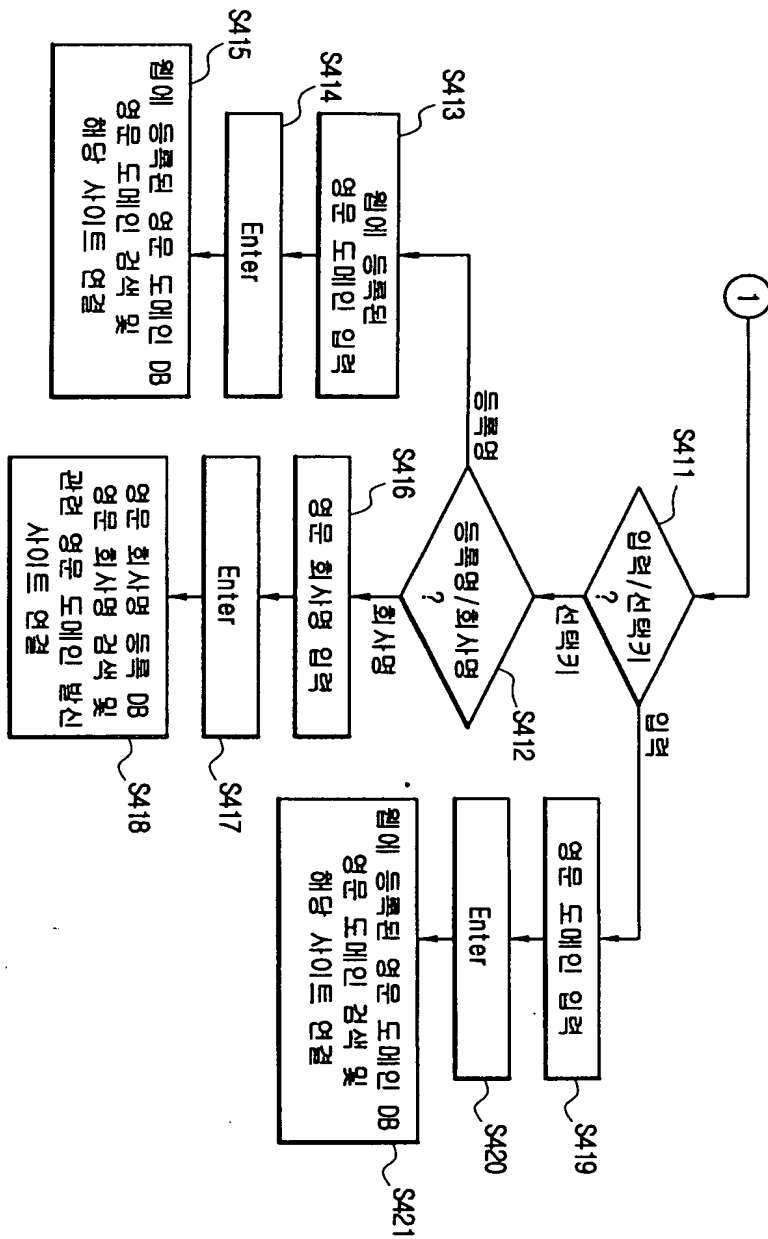 1
S411
입력/선택키
?
입력
선택키
S412
등록명/회사명
?
등록명
회사명
S413
웹에 등록된
영문 도메인 입력
S414
Enter
S415
웹에 등록된 영문 도메인 DB
영문 도메인 검색 및
해당 사이트 연결
S416
영문 회사명 입력
S417
Enter
S418
영문 회사명 등록 DB
영문 회사명 검색 및
관련 영문 도메인 발신
사이트 연결
S419
영문 도메인 입력
S420
Enter
S421
웹에 등록된 영문 도메인 DB
영문 도메인 검색 및
해당 사이트 연결